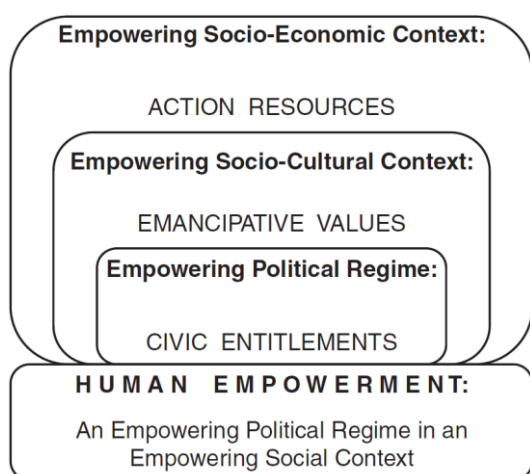 Empowering Socio-Economic Context:
ACTION RESOURCES
Empowering Socio-Cultural Context:
EMANCIPATIVE VALUES
Empowering Political Regime:
CIVIC ENTITLEMENTS
HUMAN EMPOWERMENT:
An Empowering Political Regime in an
Empowering Social Context